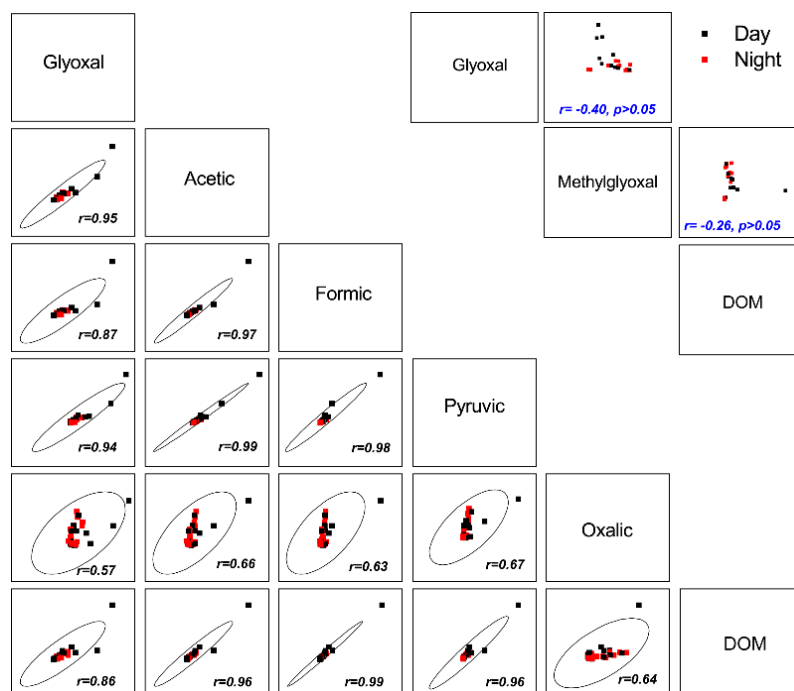 Glyoxal
Glyoxal
Day
Night
r= -0.40, p>0.05
r=0.95
Acetic
Methylglyoxal
r= -0.26, p>0.05
r=0.87
r=0.97
Formic
DOM
r=0.94
r=0.99
r=0.98
Pyruvic
r=0.57
r=0.66
r=0.63
r=0.67
Oxalic
r=0.86
r=0.96
r=0.99
r=0.96
r=0.64
DOM